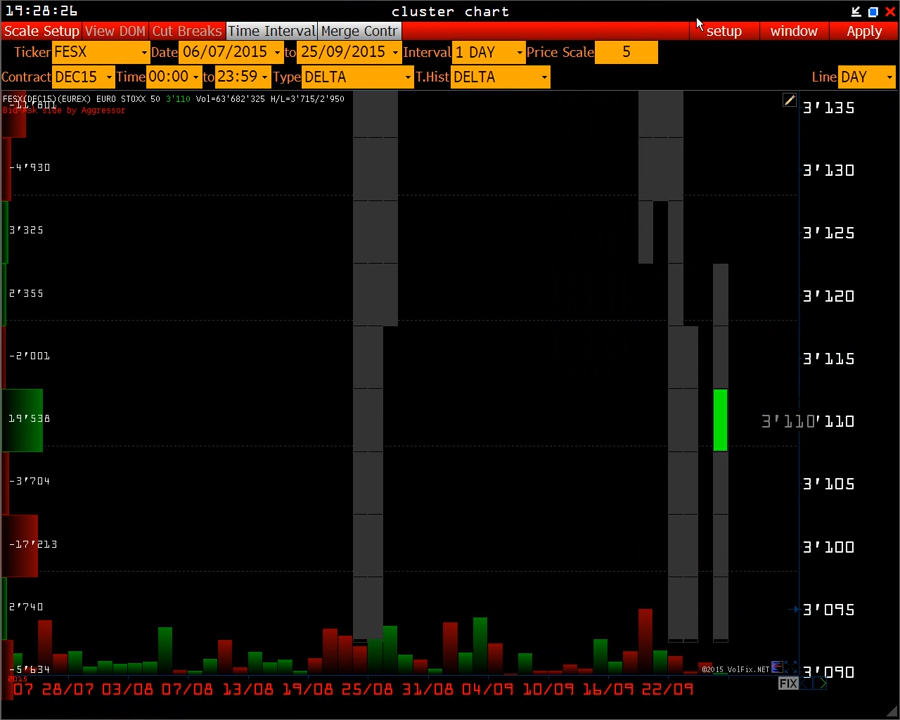 19:28:26 cluster chart
Scale Setup View DOM Cut Breaks Time Interval Merge Contr setup window Apply
Ticker FESX Date 06/07/2015 to 25/09/2015 Interval 1 DAY Price Scale 5
Contract DEC15 Time 00:00 to 23:59 Type DELTA T.Hist DELTA Line DAY
FESX(DEC15)(EUREX) EURO STOXX 50 3'110 Vol=63'682'325 H/L=3'715/2'950
Bid Ask side by Aggressor
3'135
-4'930 3'130
3'325 3'125
2'355 3'120
-2'001 3'115
19'538 3'110 '110
-3'704 3'105
-17'213 3'100
2'740 3'095
-5'634 ©2015 VolFix.NET 3'090
2015
07 28/07 03/08 07/08 13/08 19/08 25/08 31/08 04/09 10/09 16/09 22/09 FIX